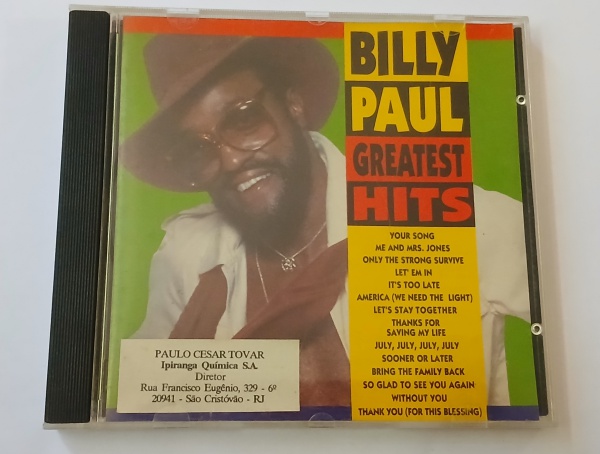 BILLY
PAUL
GREATEST
HITS
YOUR SONG
ME AND MRS. JONES
ONLY THE STRONG SURVIVE
LET' EM IN
IT'S TOO LATE
AMERICA (WE NEED THE LIGHT)
LET'S STAY TOGETHER
THANKS FOR
SAVING MY LIFE
JULY, JULY, JULY, JULY
SOONER OR LATER
BRING THE FAMILY BACK
SO GLAD TO SEE YOU AGAIN
WITHOUT YOU
THANK YOU (FOR THIS BLESSING)
PAULO CESAR TOVAR
Ipiranga Química S.A.
Diretor
Rua Francisco Eugênio, 329 - 6º
20941 - São Cristóvão - RJ